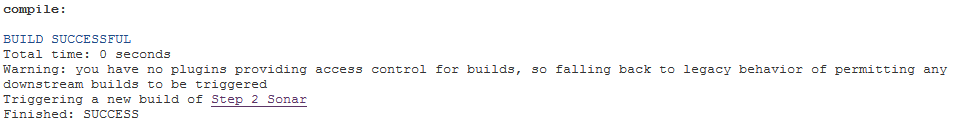 compile:
BUILD SUCCESSFUL
Total time: 0 seconds
Warning: you have no plugins providing access control for builds, so falling back to legacy behavior of permitting any
downstream builds to be triggered
Triggering a new build of Step 2 Sonar
Finished: SUCCESS